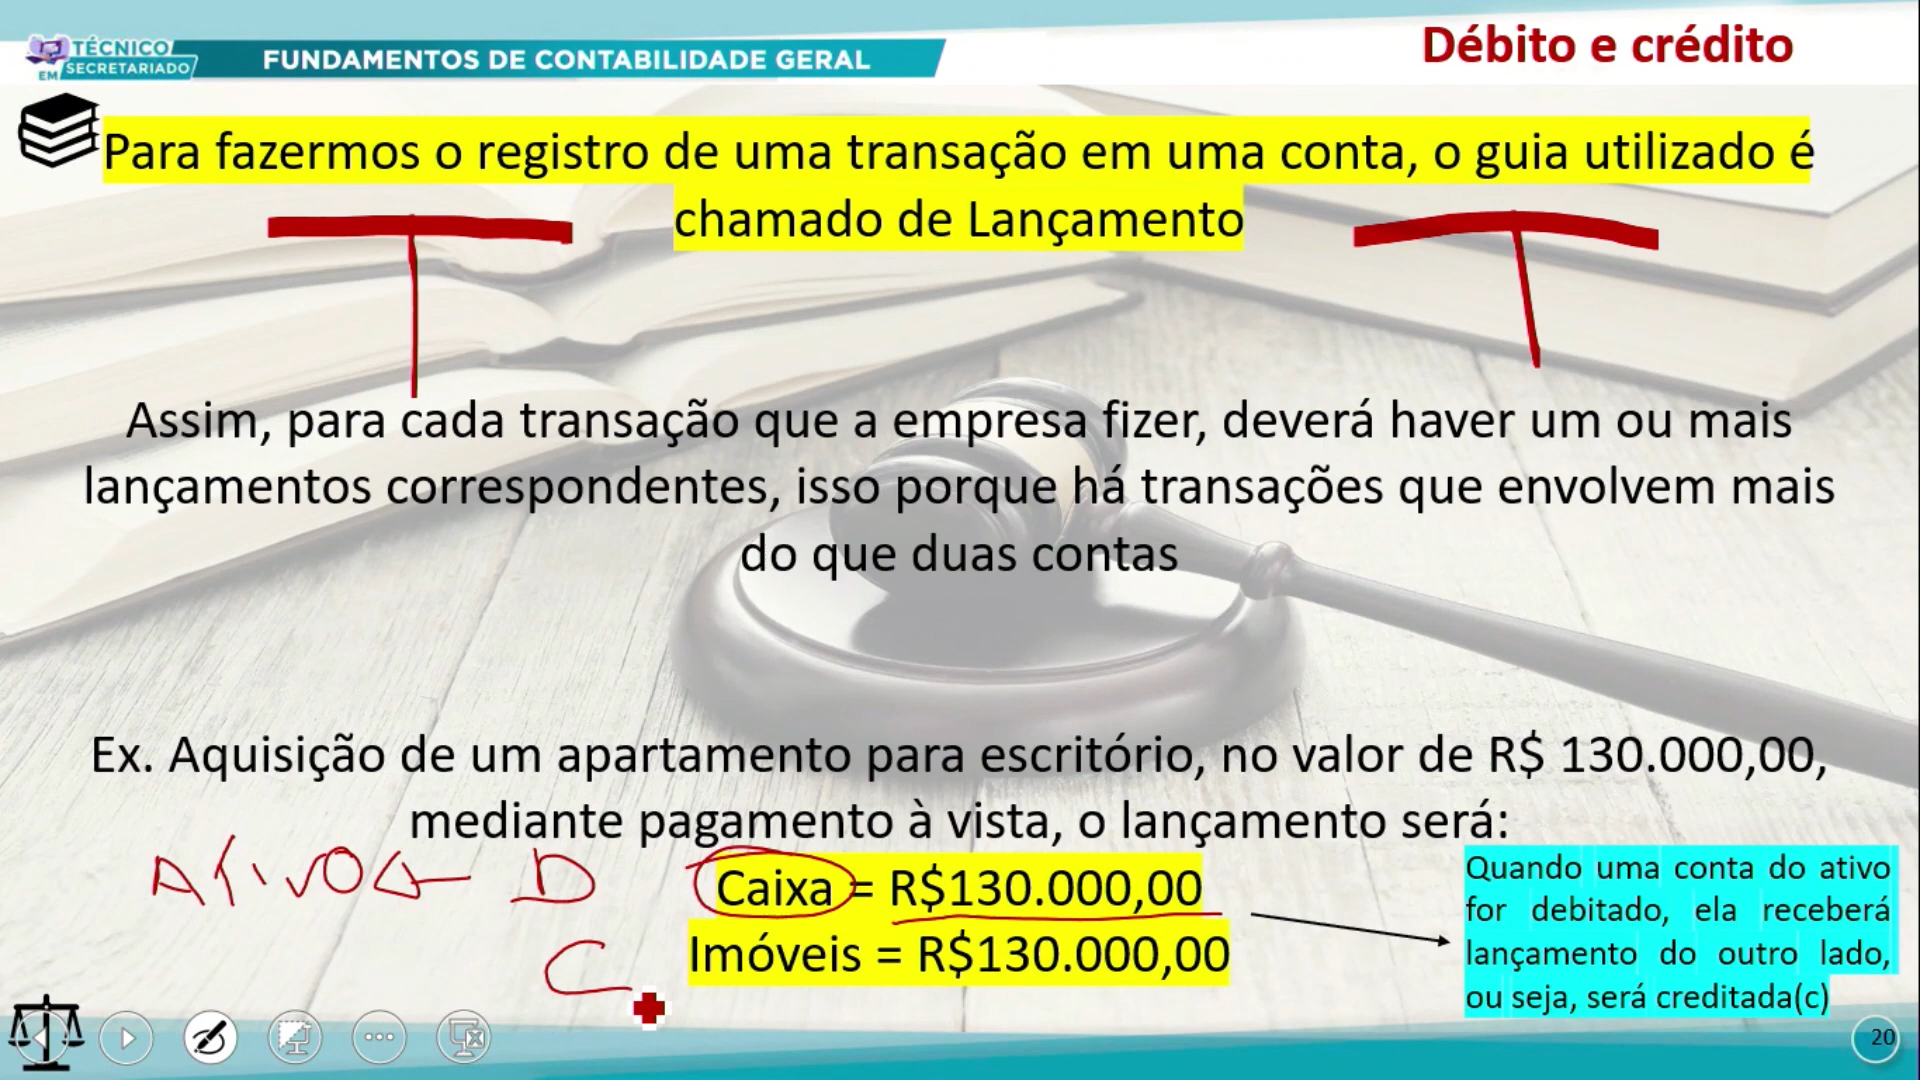 TÉCNICO
EM SECRETARIADO
FUNDAMENTOS DE CONTABILIDADE GERAL
Débito e crédito
Para fazermos o registro de uma transação em uma conta, o guia utilizado é
chamado de Lançamento
Assim, para cada transação que a empresa fizer, deverá haver um ou mais
lançamentos correspondentes, isso porque há transações que envolvem mais
do que duas contas
Ex. Aquisição de um apartamento para escritório, no valor de R$ 130.000,00,
mediante pagamento à vista, o lançamento será:
Ativo D Caixa = R$130.000,00
C Imóveis = R$130.000,00
Quando uma conta do ativo
for debitado, ela receberá
lançamento do outro lado,
ou seja, será creditada(c)
20